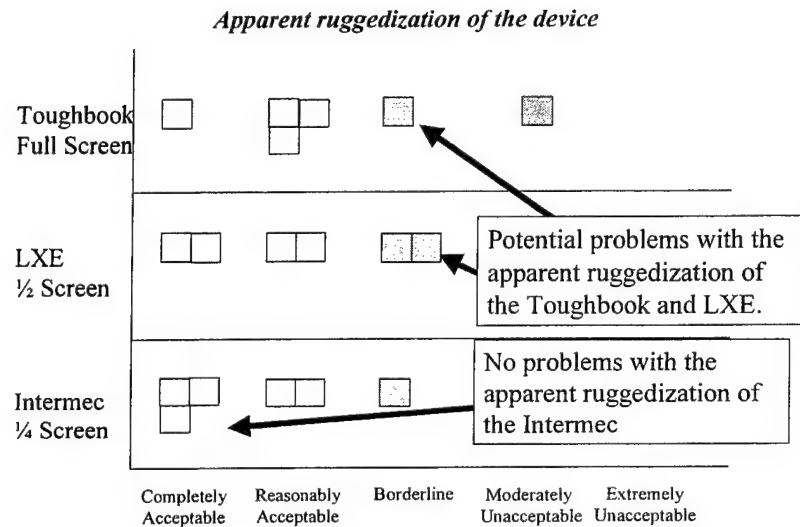 Apparent ruggedization of the device
Toughbook
Full Screen
Potential problems with the
apparent ruggedization of
the Toughbook and LXE.
LXE
½ Screen
No problems with the
apparent ruggedization of
the Intermec
Intermec
¼ Screen
Completely Acceptable
Reasonably Acceptable
Borderline
Moderately Unacceptable
Extremely Unacceptable